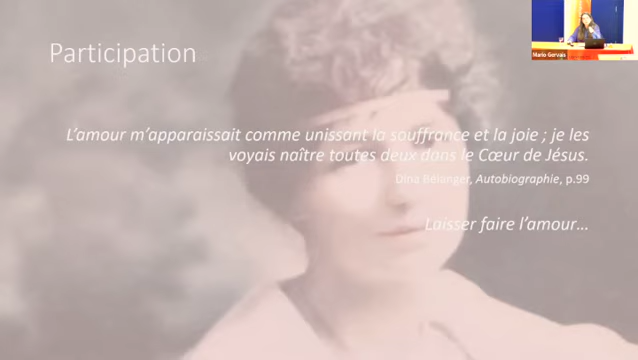 Participation
L'amour m'apparaissait comme unissant la souffrance et la joie ; je les
voyais naître toutes deux dans le Cœur de Jésus.
Dina Bélanger, Autobiographie, p.99
Laisser faire l'amour...
Mario Gervais